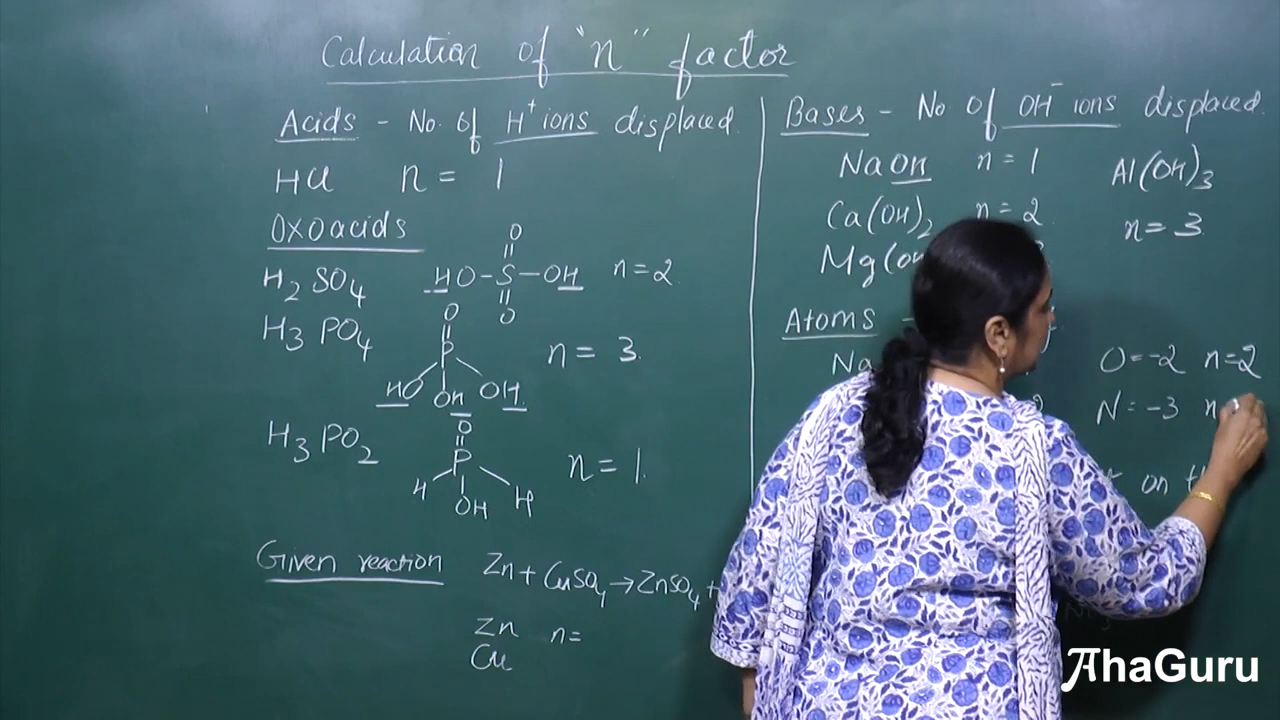 Calculation of "n" factor
Acids - No. of H⁺ ions displaced.
HCl n = 1
Oxoacids
H₂SO₄ HO-S-OH n=2.
O
O
H₃PO₄ n = 3.
O
P
HO OH OH
H₃PO₂ n = 1.
O
P
H OH H
Given reaction Zn + CuSO₄ → ZnSO₄ +
Zn n=
Cu
Bases - No of OH⁻ ions displaced.
NaOH n = 1 Al(OH)₃
Ca(OH)₂ n = 2. n = 3
Mg(OH
Atoms -
Na O = -2 n=2
N = -3 n
on
AhaGuru